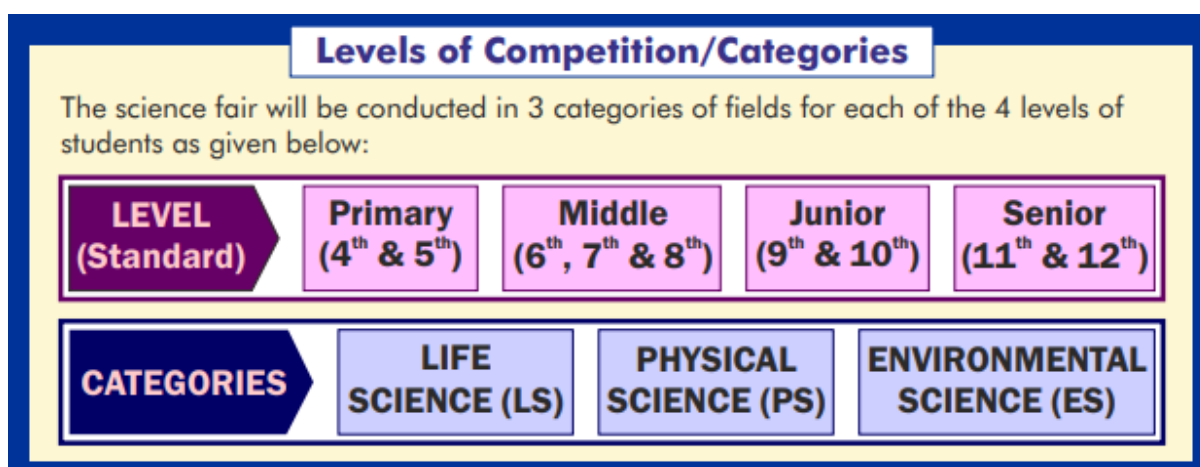 Levels of Competition/Categories
The science fair will be conducted in 3 categories of fields for each of the 4 levels of
students as given below:
LEVEL
(Standard)
Primary
(4th & 5th)
Middle
(6th, 7th & 8th)
Junior
(9th & 10th)
Senior
(11th & 12th)
CATEGORIES
LIFE
SCIENCE (LS)
PHYSICAL
SCIENCE (PS)
ENVIRONMENTAL
SCIENCE (ES)